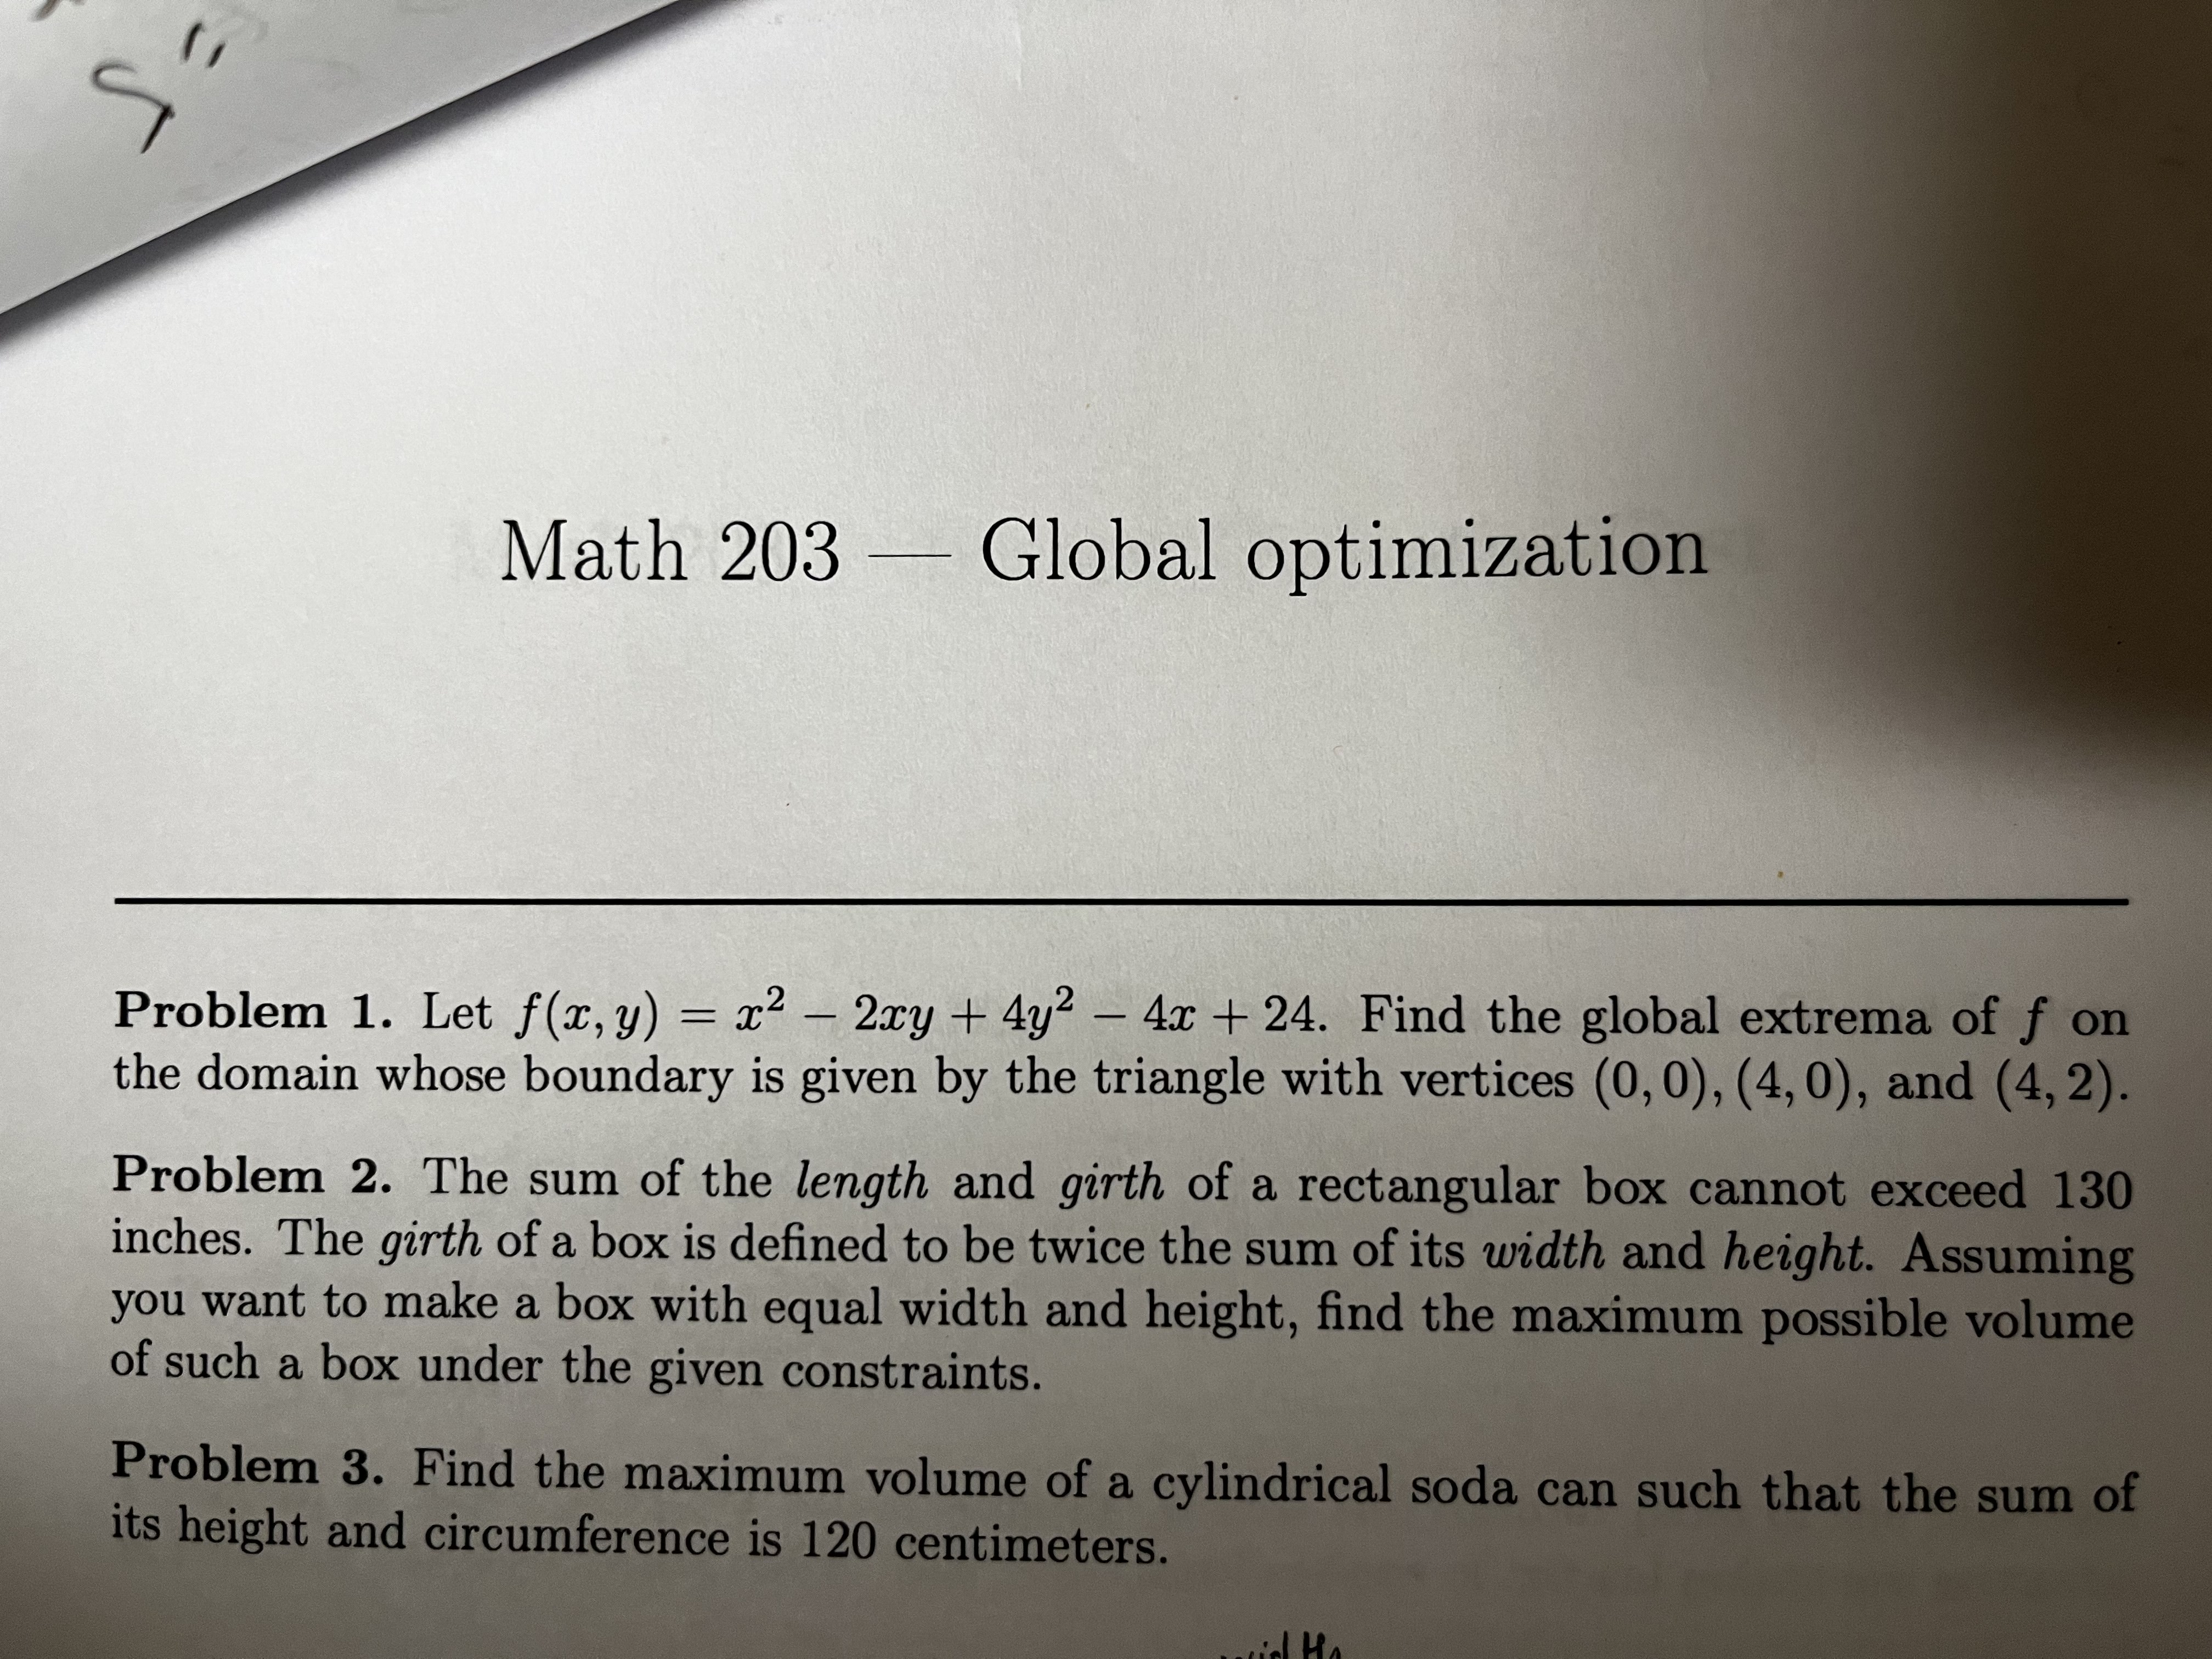 S"
Math 203 — Global optimization
Problem 1. Let f(x, y) = x² − 2xy + 4y² − 4x + 24. Find the global extrema of f on
the domain whose boundary is given by the triangle with vertices (0, 0), (4, 0), and (4, 2).
Problem 2. The sum of the length and girth of a rectangular box cannot exceed 130
inches. The girth of a box is defined to be twice the sum of its width and height. Assuming
you want to make a box with equal width and height, find the maximum possible volume
of such a box under the given constraints.
Problem 3. Find the maximum volume of a cylindrical soda can such that the sum of
its height and circumference is 120 centimeters.